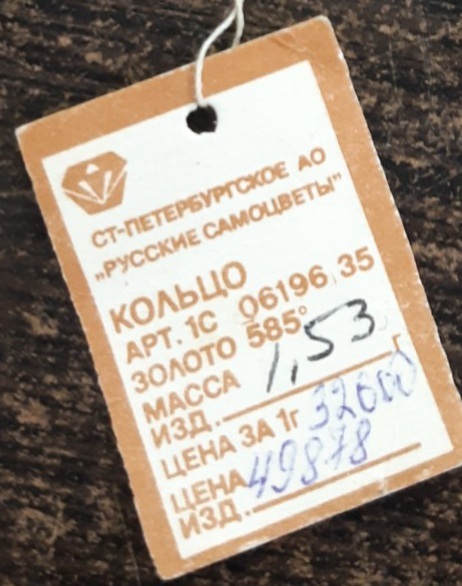 СТ-ПЕТЕРБУРГСКОЕ АО
„РУССКИЕ САМОЦВЕТЫ"
КОЛЬЦО
АРТ. 1С 06196 35
ЗОЛОТО 585°
МАССА 1,53
ИЗД. г
ЦЕНА ЗА 1г 32600
ЦЕНА 49878
ИЗД.